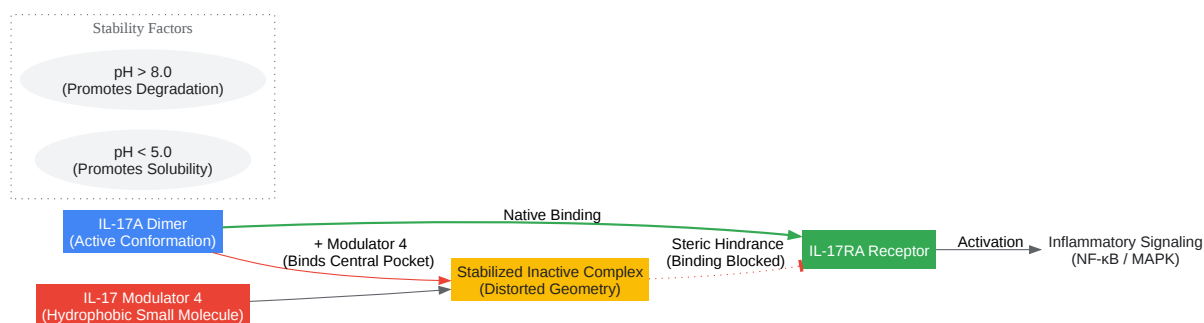 Stability Factors
pH > 8.0
(Promotes Degradation)
pH < 5.0
(Promotes Solubility)
IL-17A Dimer
(Active Conformation)
Native Binding
+ Modulator 4
(Binds Central Pocket)
Steric Hindrance
(Binding Blocked)
IL-17RA Receptor
Activation
Inflammatory Signaling
(NF-κB / MAPK)
Stabilized Inactive Complex
(Distorted Geometry)
IL-17 Modulator 4
(Hydrophobic Small Molecule)